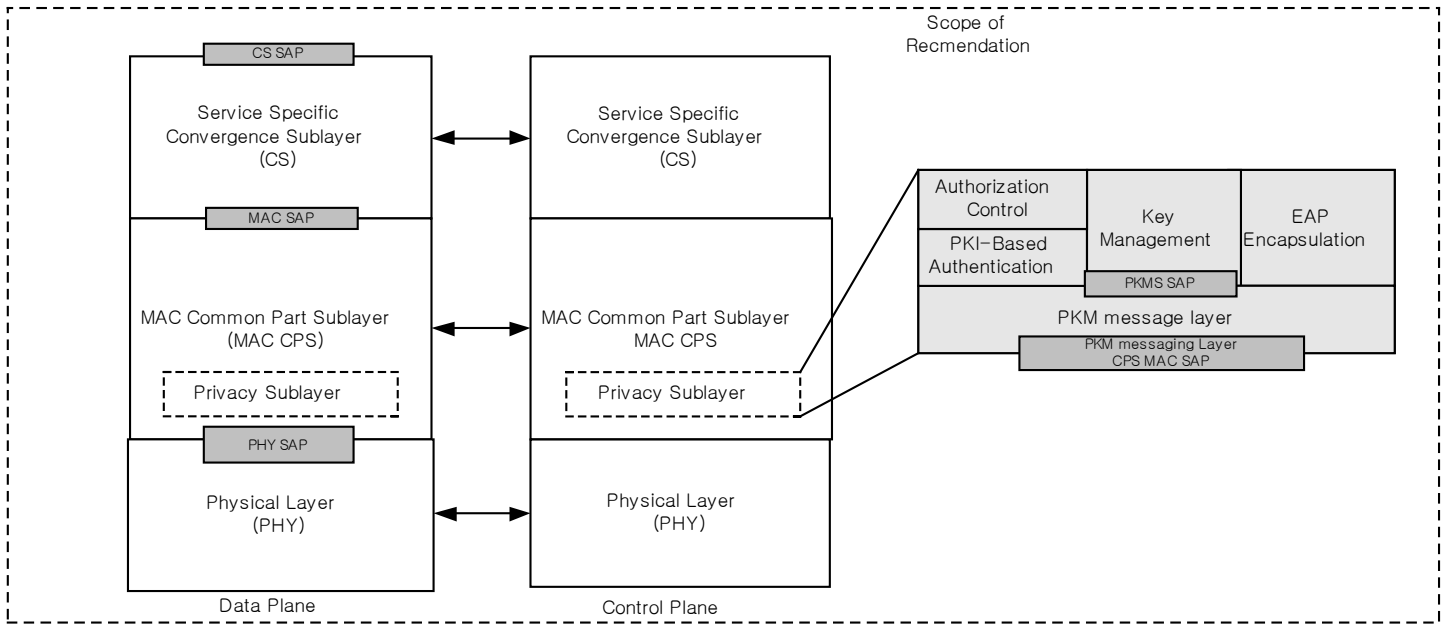 Scope of
Recmendation
CS SAP
Service Specific
Convergence Sublayer
(CS)
MAC SAP
MAC Common Part Sublayer
(MAC CPS)
Privacy Sublayer
PHY SAP
Physical Layer
(PHY)
Data Plane
Service Specific
Convergence Sublayer
(CS)
MAC Common Part Sublayer
MAC CPS
Privacy Sublayer
Physical Layer
(PHY)
Control Plane
Authorization
Control
PKI-Based
Authentication
Key
Management
EAP
Encapsulation
PKMS SAP
PKM message layer
PKM messaging Layer
CPS MAC SAP